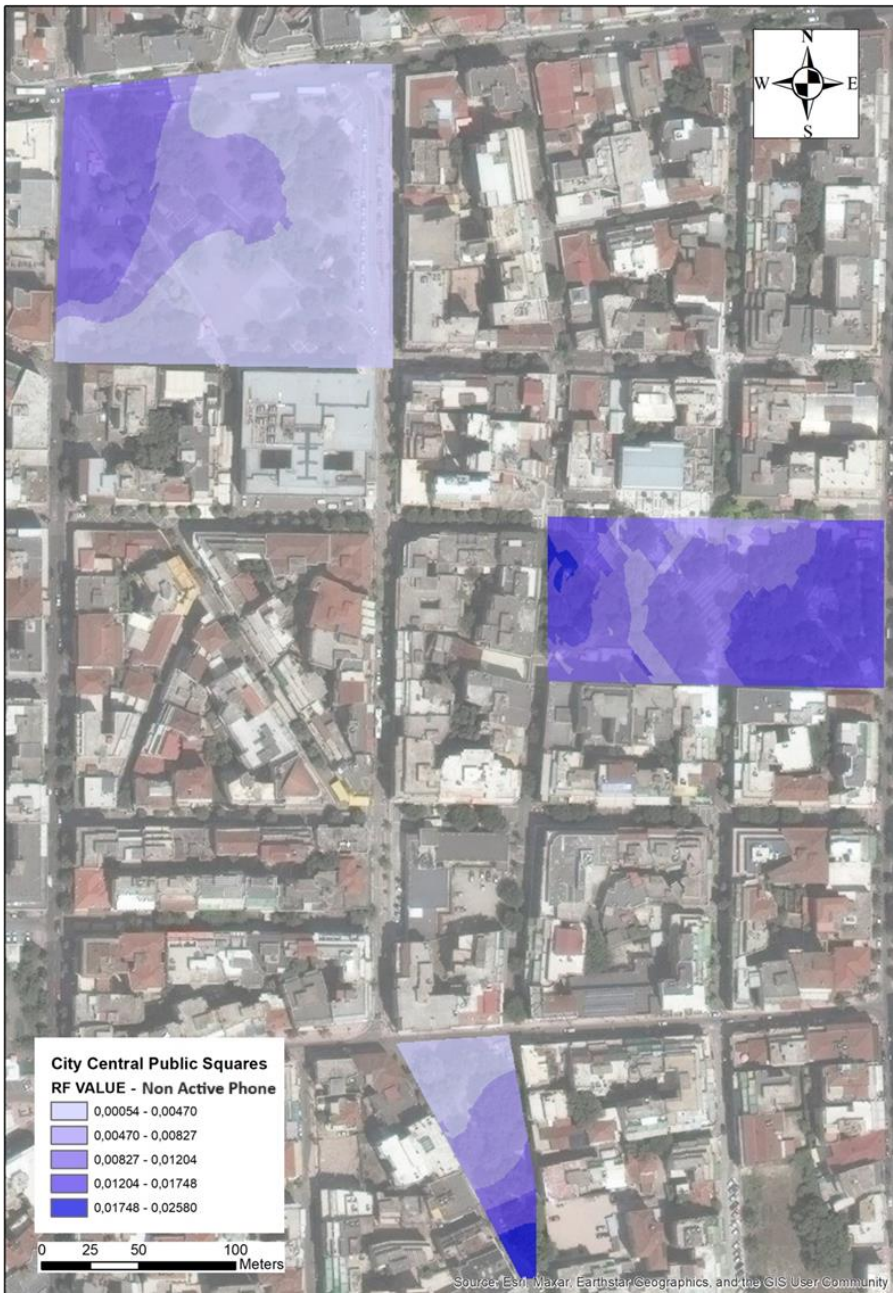 N
W E
S
City Central Public Squares
RF VALUE - Non Active Phone
0,00054 - 0,00470
0,00470 - 0,00827
0,00827 - 0,01204
0,01204 - 0,01748
0,01748 - 0,02580
0 25 50 100
Meters
Source: Esri, Maxar, Earthstar Geographics, and the GIS User Community